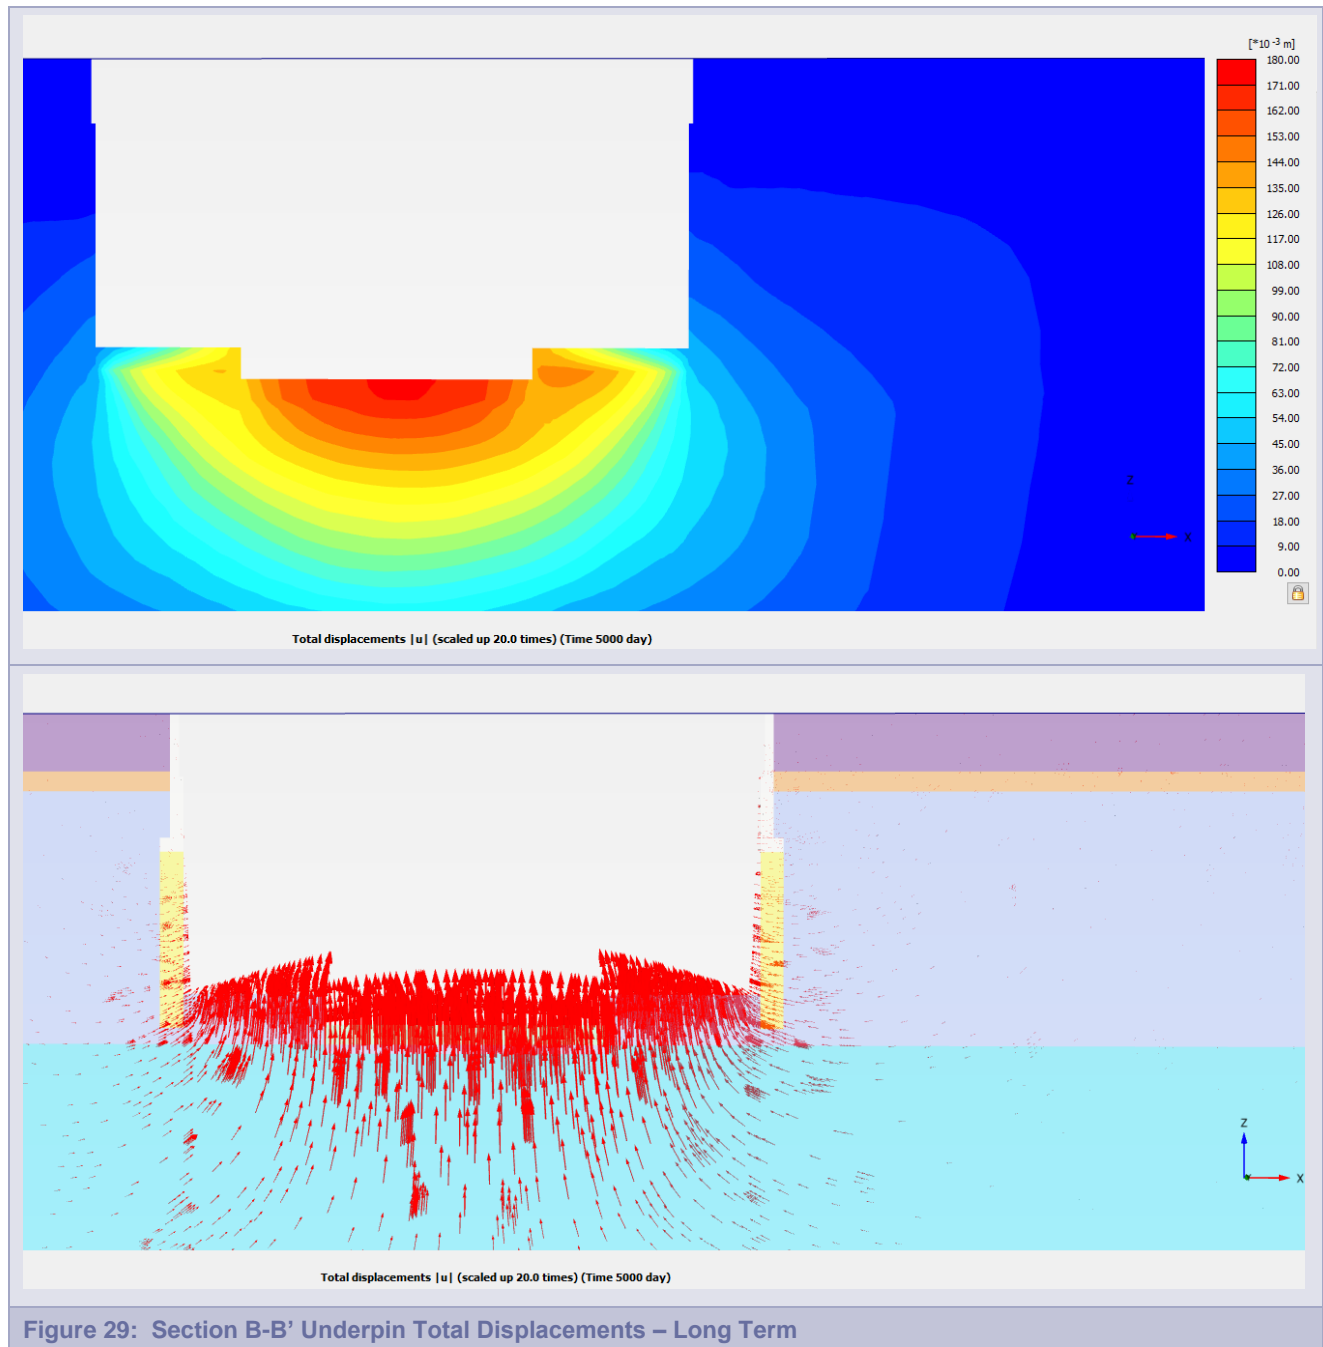 [*10 -3 m]
180.00
171.00
162.00
153.00
144.00
135.00
126.00
117.00
108.00
99.00
90.00
81.00
72.00
63.00
54.00
45.00
36.00
27.00
18.00
9.00
0.00
Z
X
Total displacements |u| (scaled up 20.0 times) (Time 5000 day)
Z
X
Total displacements |u| (scaled up 20.0 times) (Time 5000 day)
Figure 29: Section B-B’ Underpin Total Displacements – Long Term